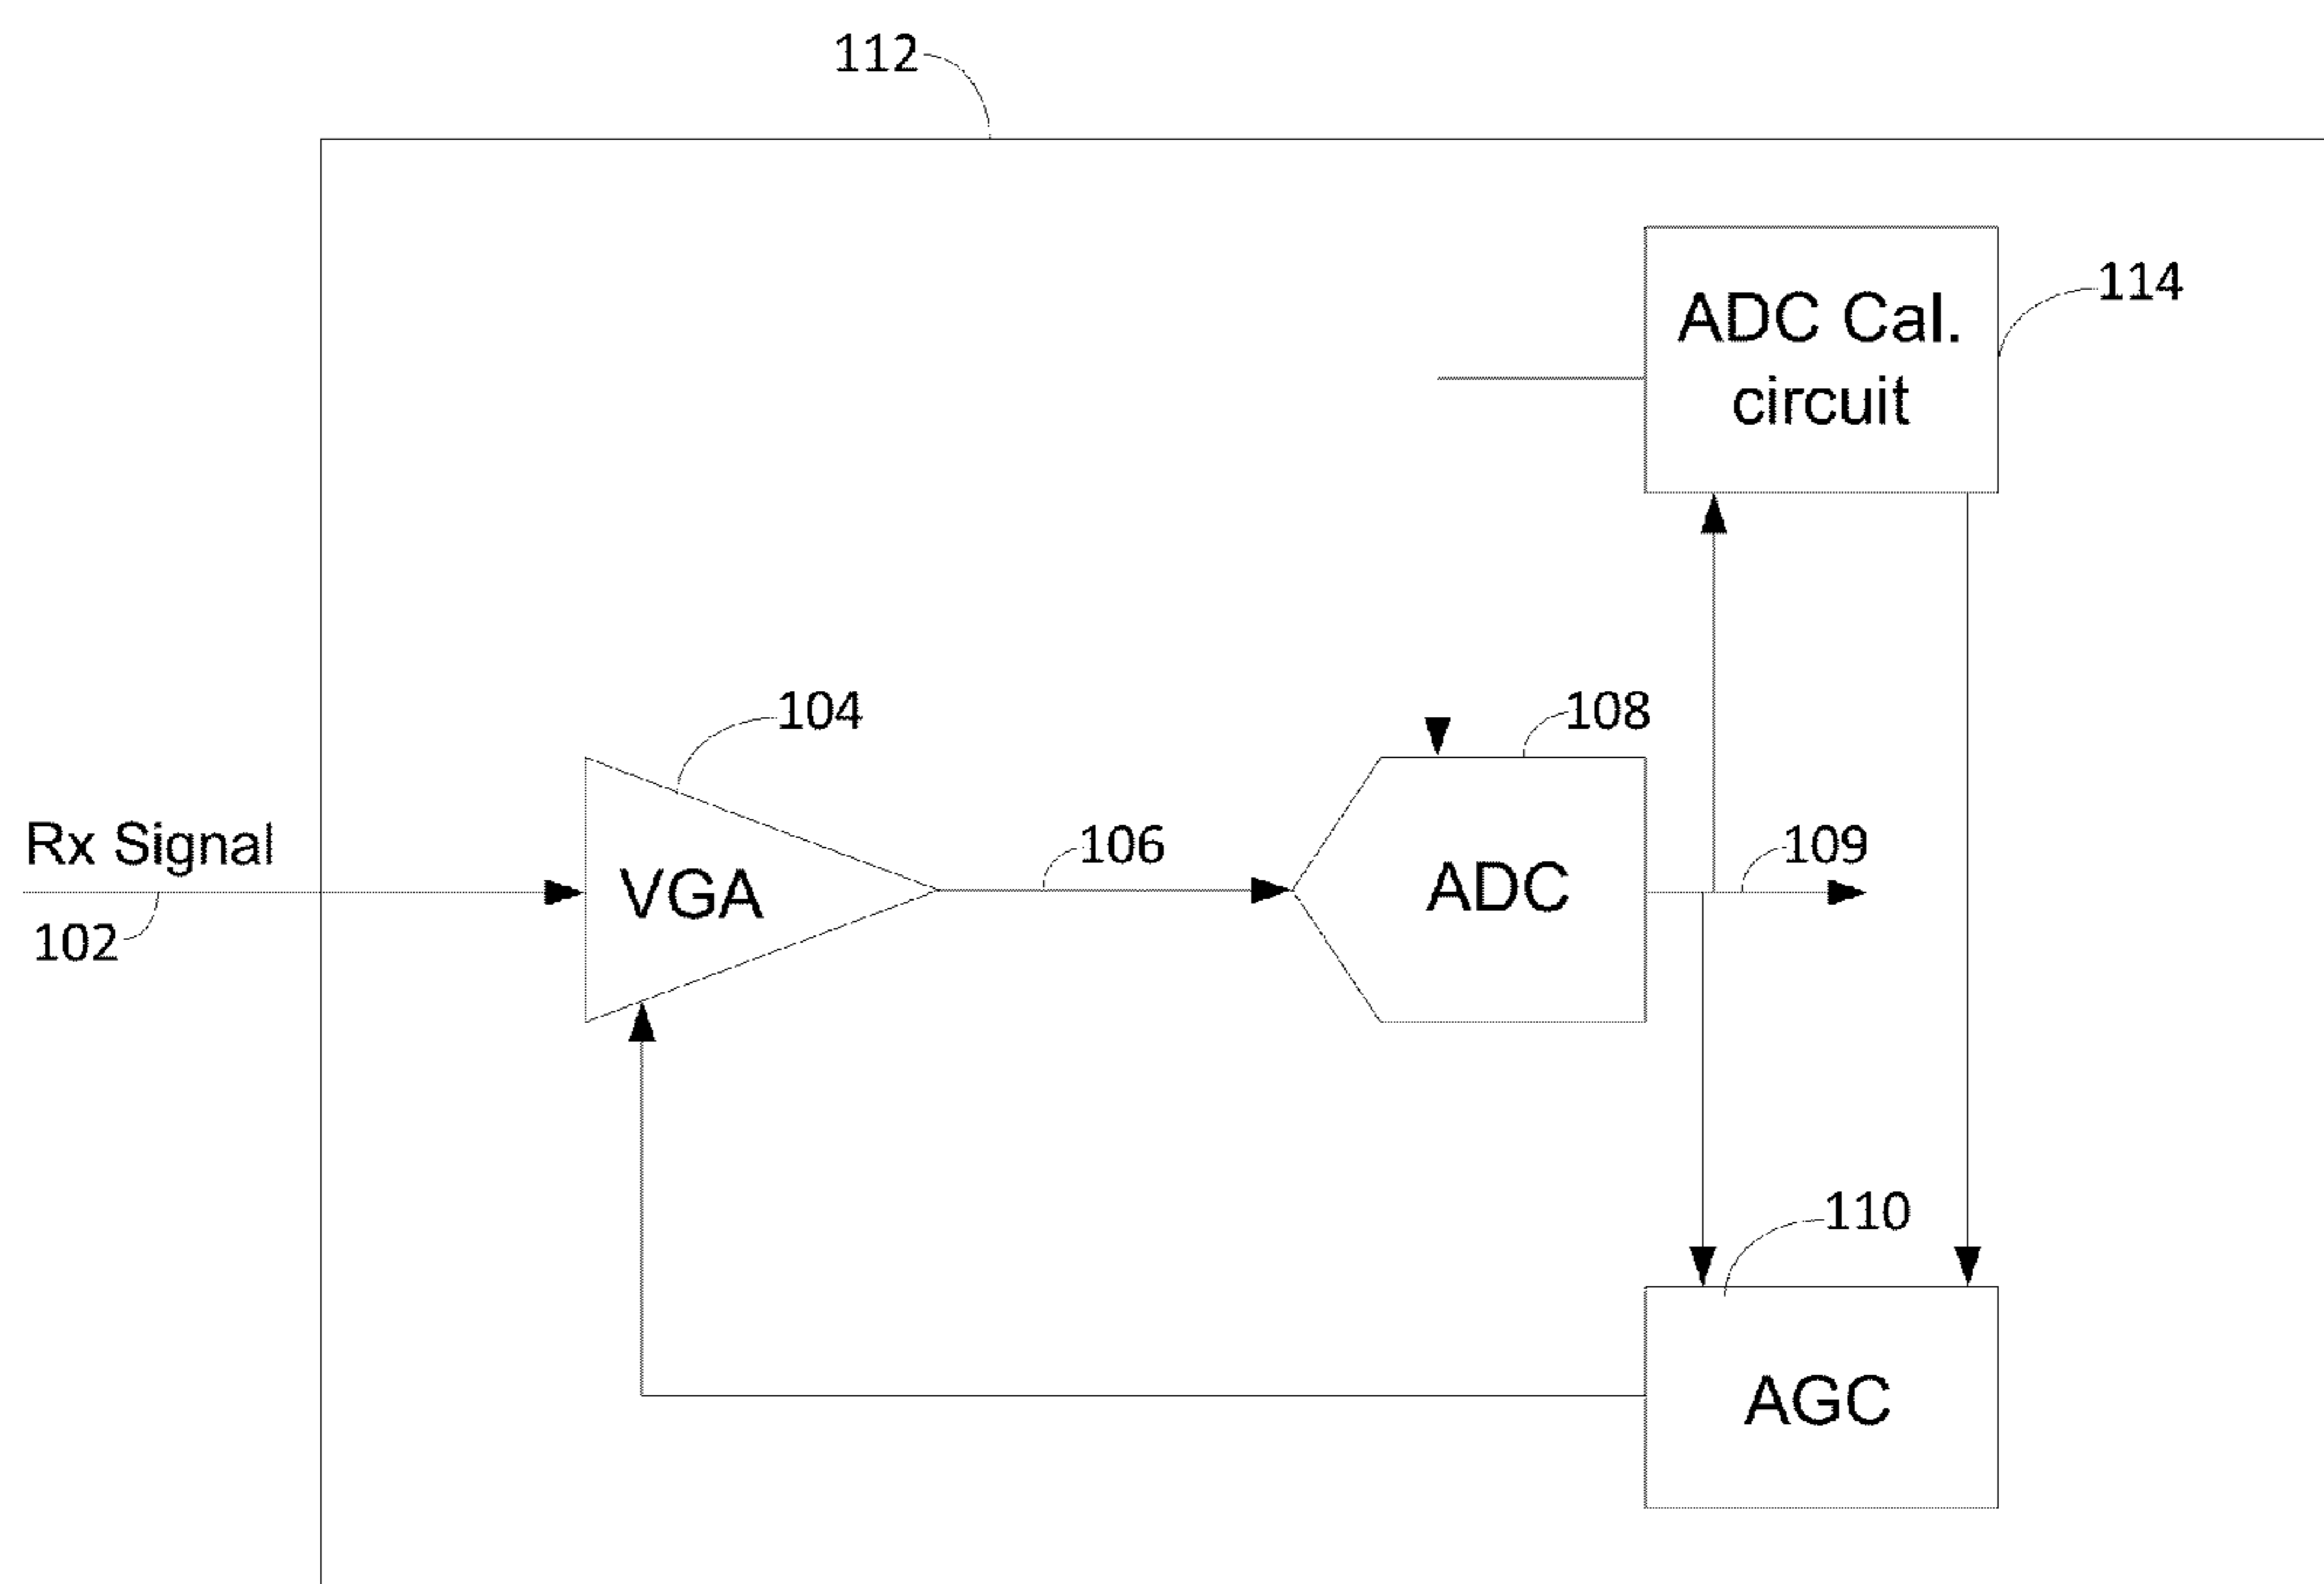 112
ADC Cal.
circuit
114
104
108
Rx Signal
102
VGA
106
ADC
109
110
AGC